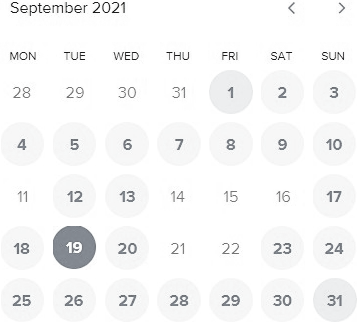 September 2021
MON TUE WED THU FRI SAT SUN
28 29 30 31 1 2 3
4 5 6 7 8 9 10
11 12 13 14 15 16 17
18 19 20 21 22 23 24
25 26 27 28 29 30 31